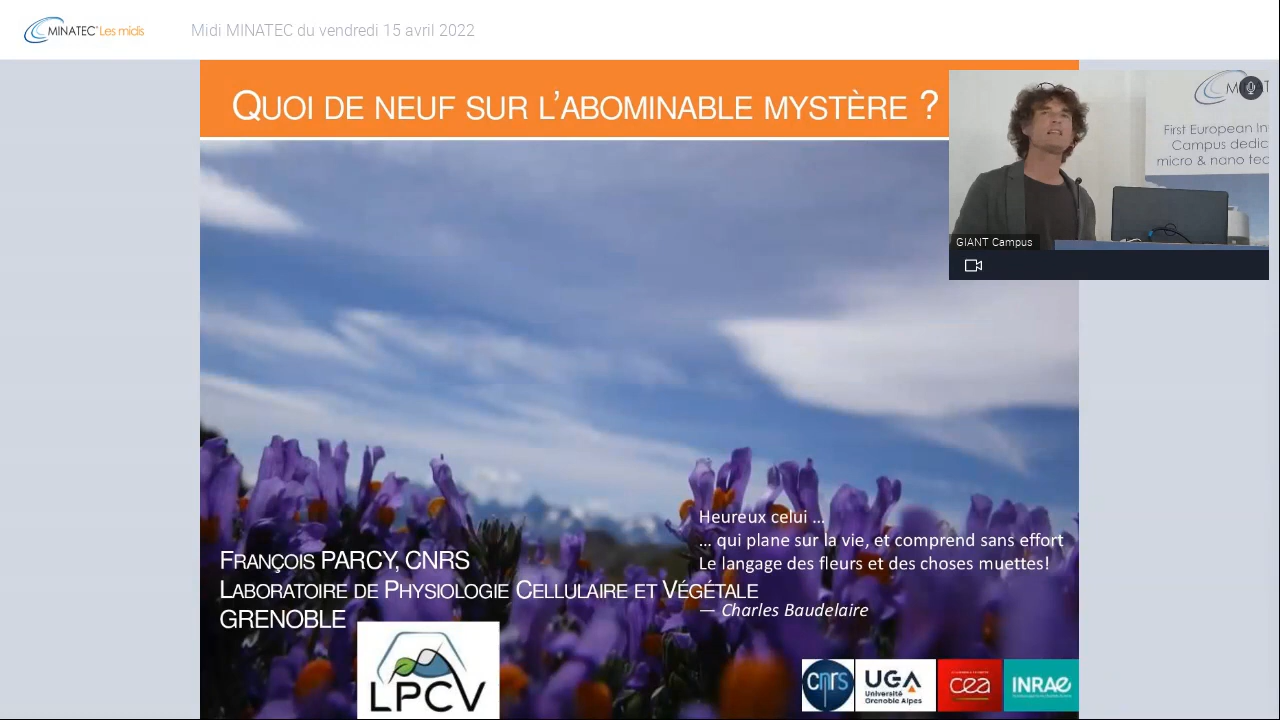 MINATEC Les midis
Midi MINATEC du vendredi 15 avril 2022
QUOI DE NEUF SUR L'ABOMINABLE MYSTÈRE ?
First European
Campus
micro & nano
GIANT Campus
Heureux celui ...
... qui plane sur la vie, et comprend sans effort
Le langage des fleurs et des choses muettes!
— Charles Baudelaire
FRANÇOIS PARCY, CNRS
LABORATOIRE DE PHYSIOLOGIE CELLULAIRE ET VÉGÉTALE
GRENOBLE
LPCV
cnrs
UGA
Université
Grenoble Alpes
cea
INRAE